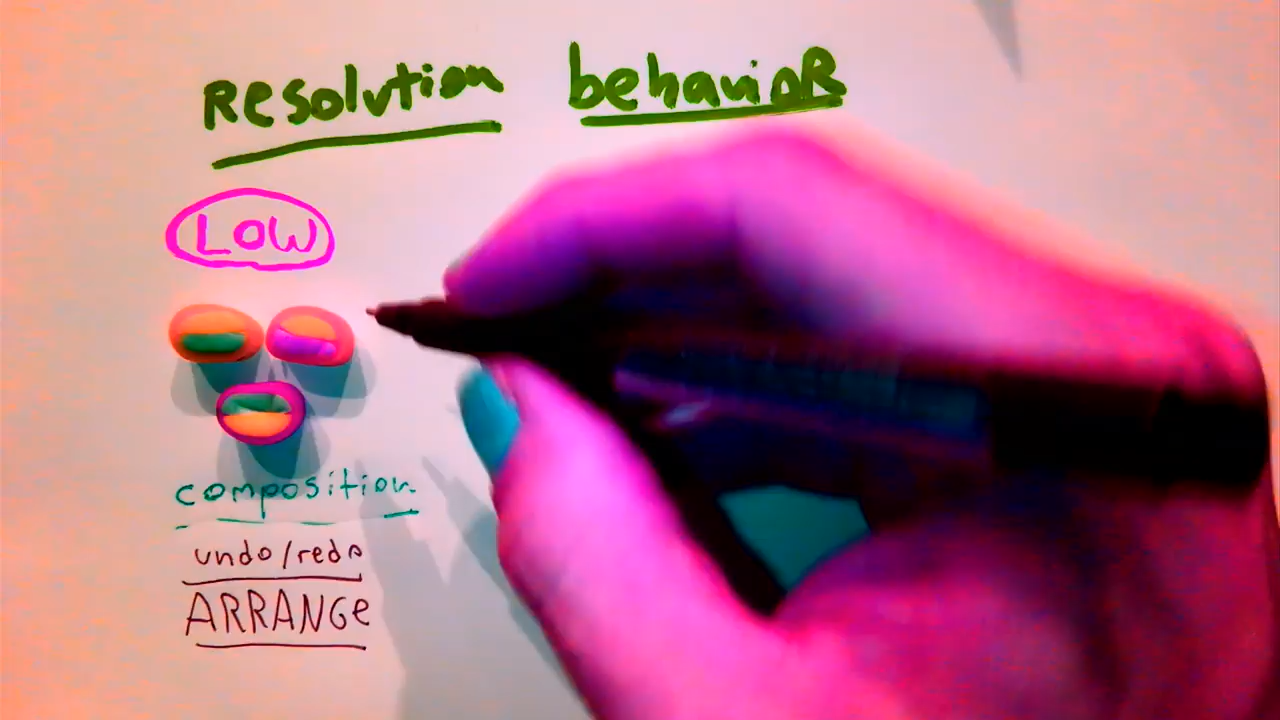 Resolution behavioR
LOW
composition
undo/redo
ARRANGe